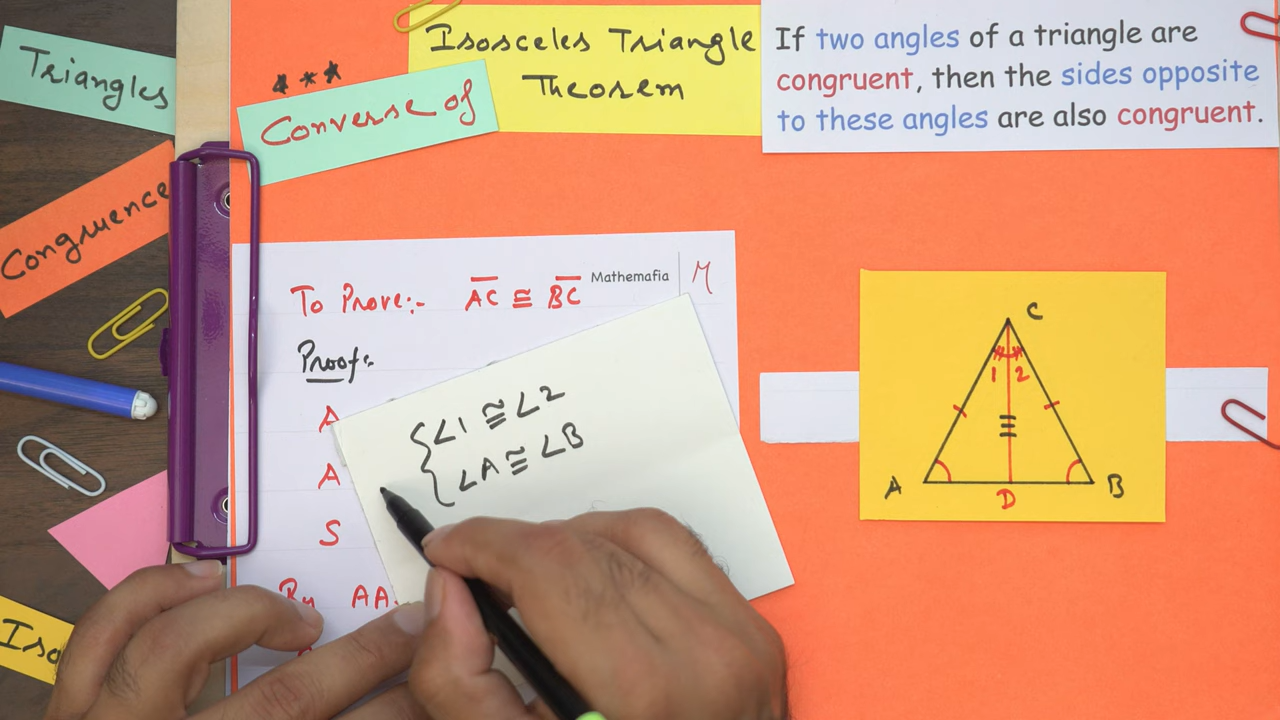 Triangles
Congruence
Iso
***
Converse of
Isosceles Triangle
Theorem
If two angles of a triangle are
congruent, then the sides opposite
to these angles are also congruent.
Mathemafia M
To Prove:- AC ≅ BC
Proof:-
A
A
S
By AA
∠1 ≅ ∠2
∠A ≅ ∠B
C
1 2
A D B